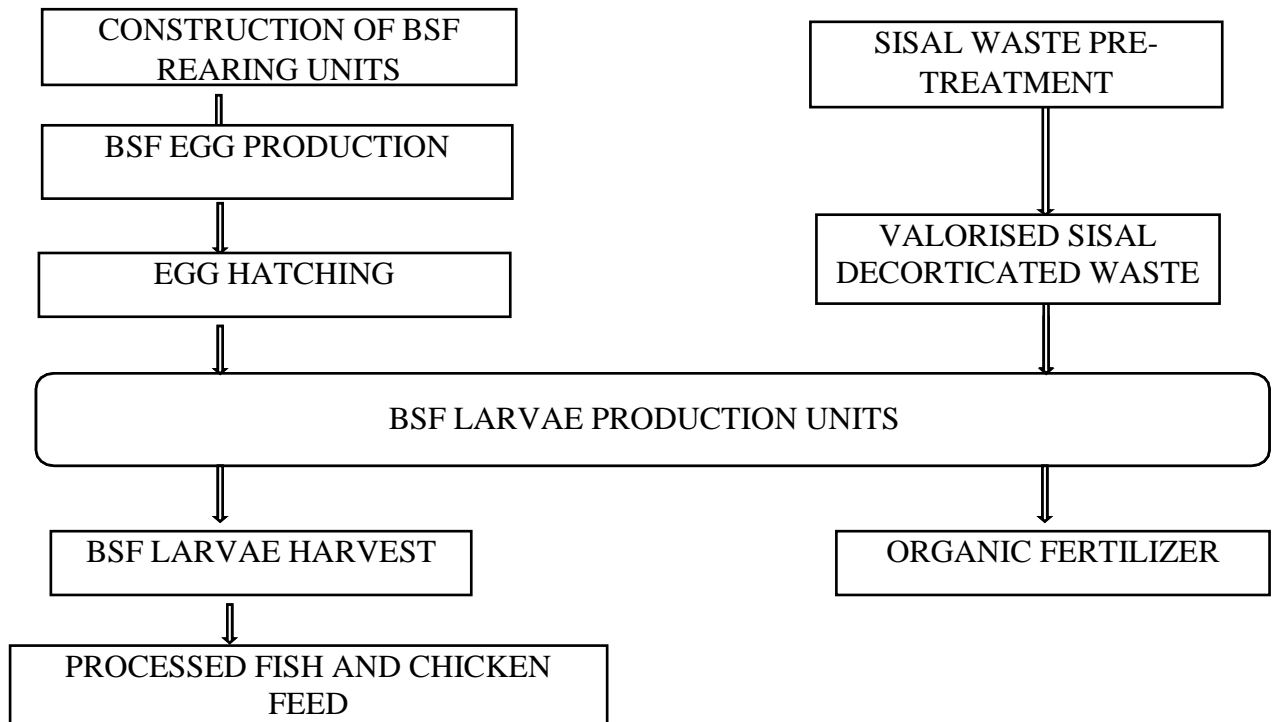 CONSTRUCTION OF BSF
REARING UNITS
SISAL WASTE PRE-
TREATMENT
BSF EGG PRODUCTION
EGG HATCHING
VALORISED SISAL
DECORTICATED WASTE
BSF LARVAE PRODUCTION UNITS
BSF LARVAE HARVEST
ORGANIC FERTILIZER
PROCESSED FISH AND CHICKEN
FEED